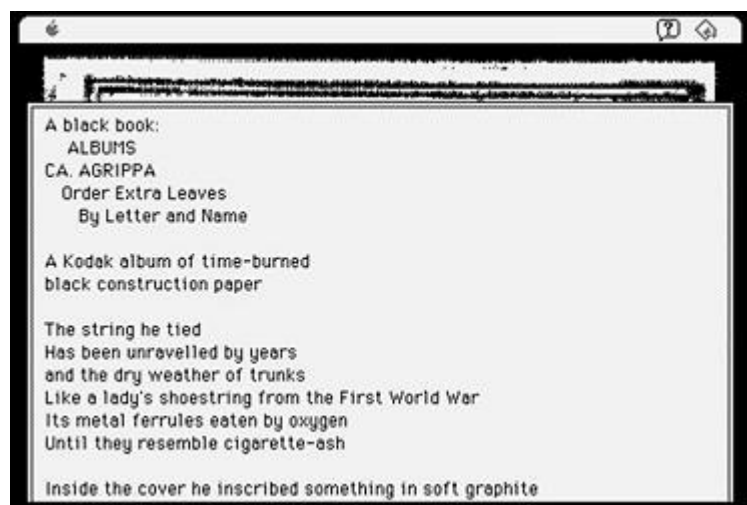 A black book:
ALBUMS
CA. AGRIPPA
Order Extra Leaves
By Letter and Name
A Kodak album of time-burned
black construction paper
The string he tied
Has been unravelled by years
and the dry weather of trunks
Like a lady's shoestring from the First World War
Its metal ferrules eaten by oxygen
Until they resemble cigarette-ash
Inside the cover he inscribed something in soft graphite